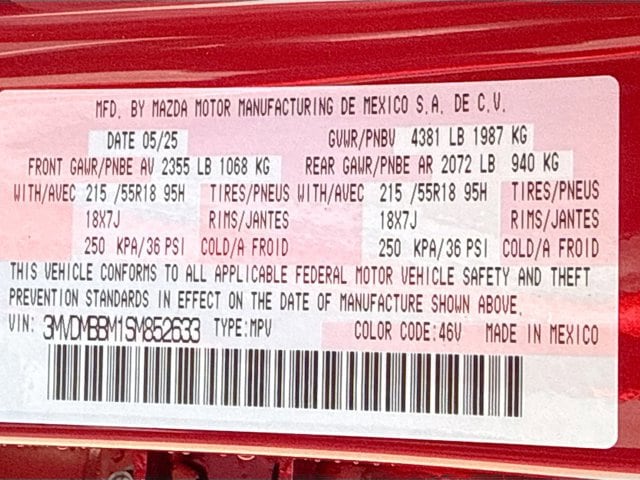 MFD. BY MAZDA MOTOR MANUFACTURING DE MEXICO S.A. DE C.V.
DATE 05/25 GVWR/PNBV 4381 LB 1987 KG
FRONT GAWR/PNBE AV 2355 LB 1068 KG REAR GAWR/PNBE AR 2072 LB 940 KG
WITH/AVEC 215 /55R18 95H TIRES/PNEUS WITH/AVEC 215 /55R18 95H TIRES/PNEUS
18X7J RIMS/JANTES 18X7J RIMS/JANTES
250 KPA/36 PSI COLD/A FROID 250 KPA/36 PSI COLD/A FROID
THIS VEHICLE CONFORMS TO ALL APPLICABLE FEDERAL MOTOR VEHICLE SAFETY AND THEFT
PREVENTION STANDARDS IN EFFECT ON THE DATE OF MANUFACTURE SHOWN ABOVE.
VIN: 3MVDMBBM1SM852633 TYPE:MPV COLOR CODE:46V MADE IN MEXICO